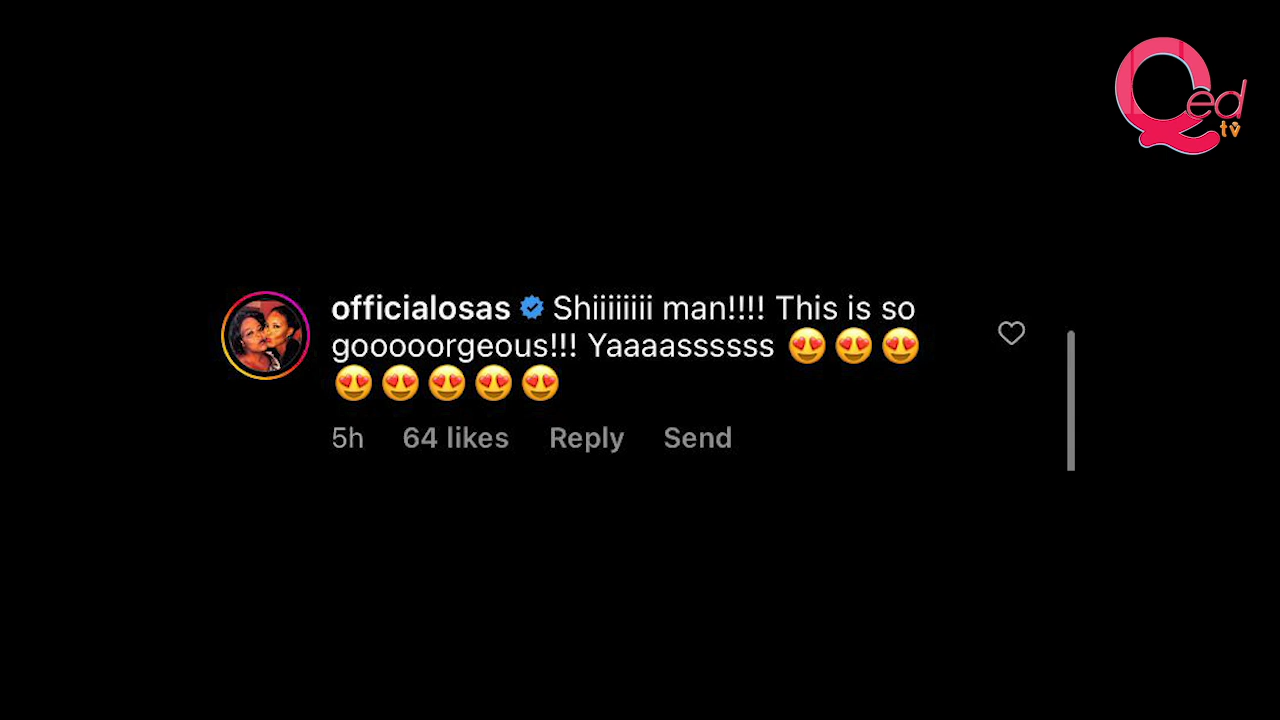 Qed
tv
officialosas Shiiiiiiii man!!!! This is so
gooooorgeous!!! Yaaaassssss 😍😍😍
😍😍😍😍😍
5h 64 likes Reply Send